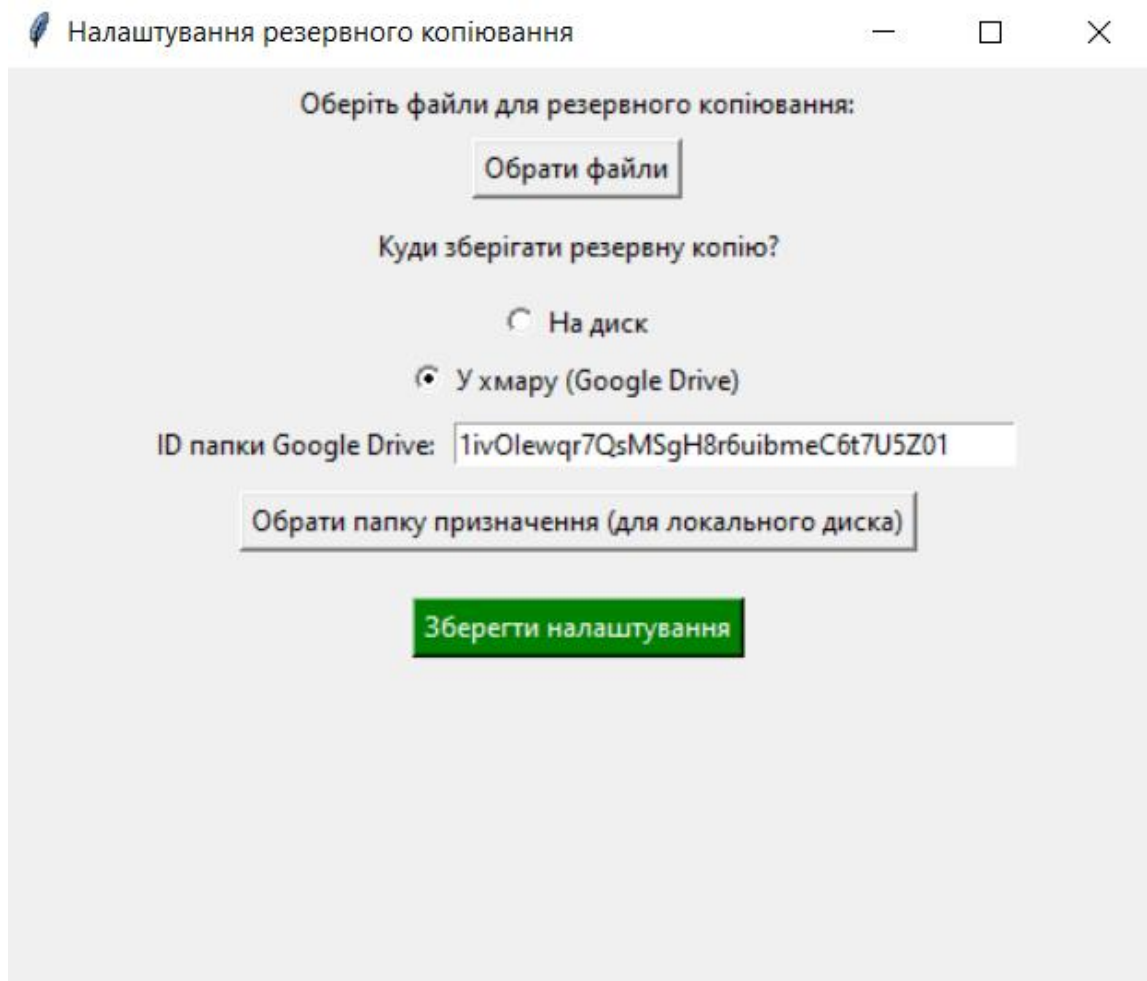 Налаштування резервного копіювання
Оберіть файли для резервного копіювання:
Обрати файли
Куди зберігати резервну копію?
На диск
У хмару (Google Drive)
ID папки Google Drive: 1ivOlewqr7QsMSgH8r6uibmeC6t7U5Z01
Обрати папку призначення (для локального диска)
Зберегти налаштування